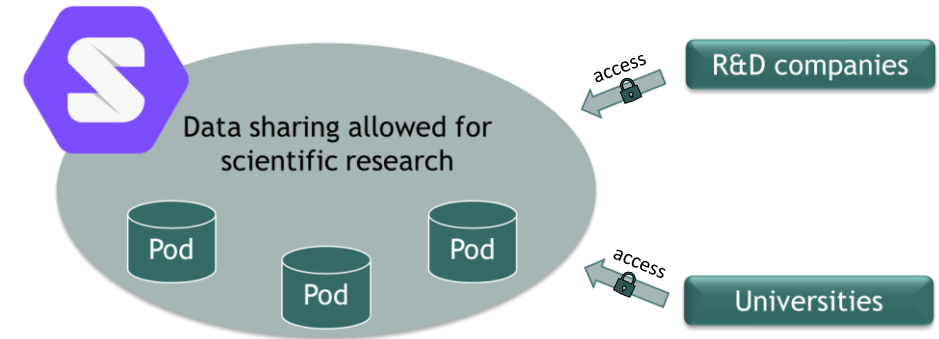 Data sharing allowed for
scientific research
Pod
Pod
Pod
access
R&D companies
access
Universities